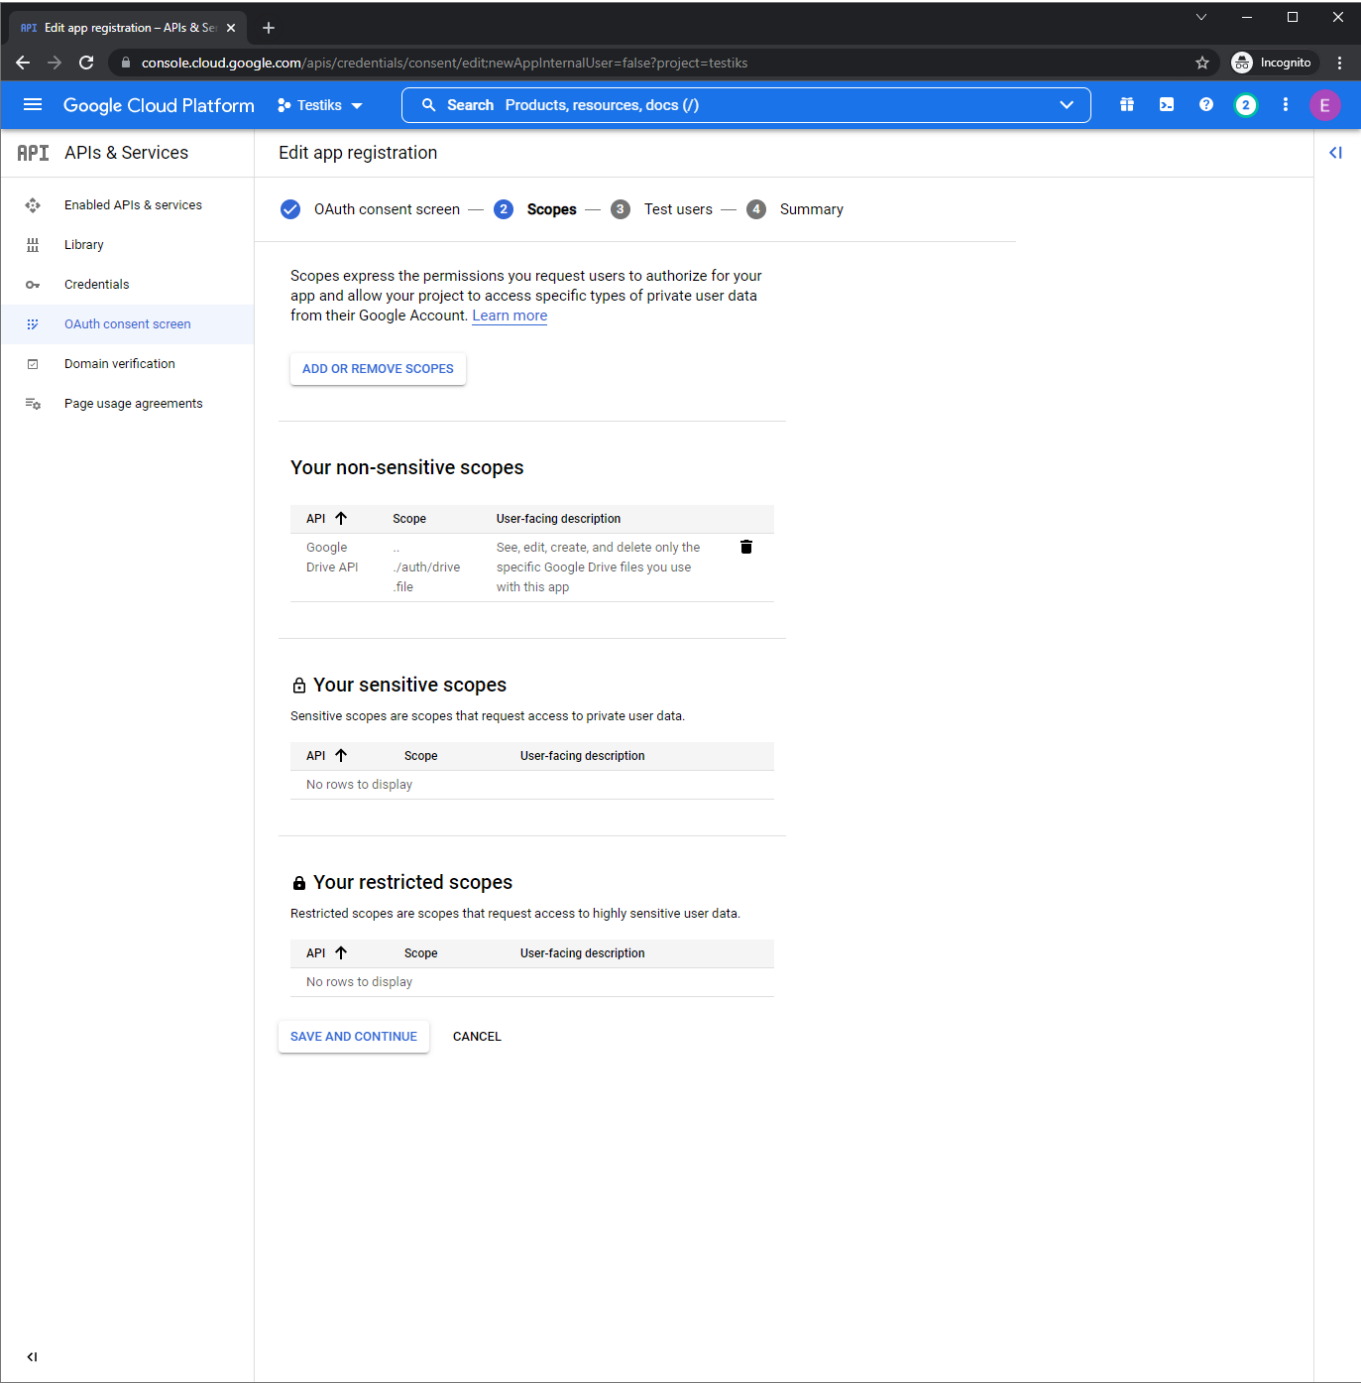 API Edit app registration – APIs & Ser
console.cloud.google.com/apis/credentials/consent/edit;newAppInternalUser=false?project=testiks
Incognito
Google Cloud Platform
Testiks
Search Products, resources, docs (/)
2
E
API APIs & Services
Edit app registration
Enabled APIs & services
Library
Credentials
OAuth consent screen
Domain verification
Page usage agreements
OAuth consent screen — 2 Scopes — 3 Test users — 4 Summary
Scopes express the permissions you request users to authorize for your
app and allow your project to access specific types of private user data
from their Google Account. Learn more
ADD OR REMOVE SCOPES
Your non-sensitive scopes
API Scope User-facing description
Google .. See, edit, create, and delete only the
Drive API ./auth/drive specific Google Drive files you use
.file with this app
Your sensitive scopes
Sensitive scopes are scopes that request access to private user data.
API Scope User-facing description
No rows to display
Your restricted scopes
Restricted scopes are scopes that request access to highly sensitive user data.
API Scope User-facing description
No rows to display
SAVE AND CONTINUE CANCEL